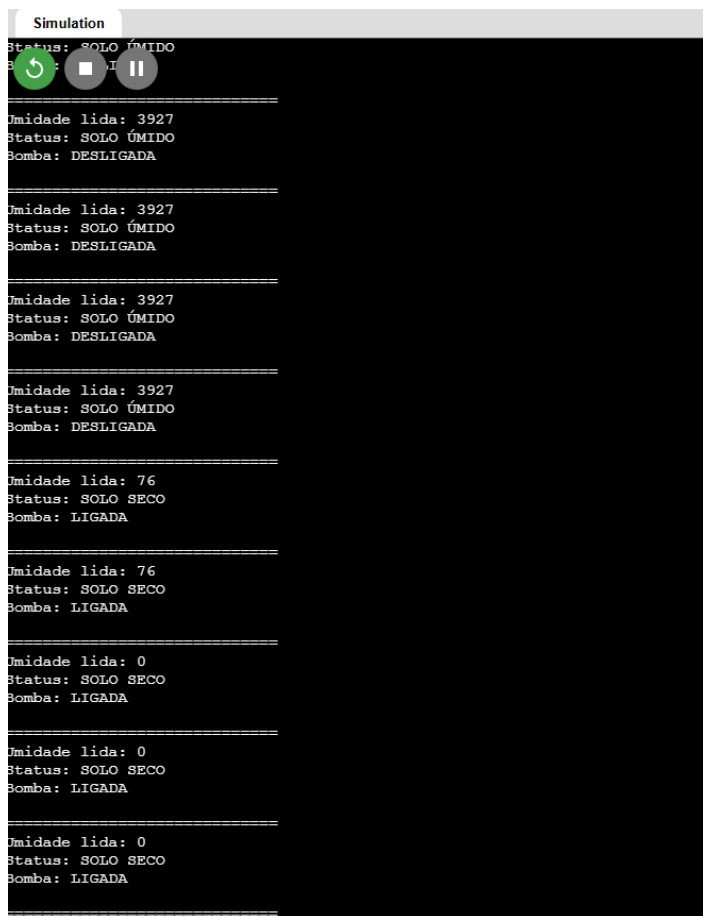 Simulation
Status: SOLO ÚMIDO
==============================
Umidade lida: 3927
Status: SOLO ÚMIDO
Bomba: DESLIGADA
==============================
Umidade lida: 3927
Status: SOLO ÚMIDO
Bomba: DESLIGADA
==============================
Umidade lida: 3927
Status: SOLO ÚMIDO
Bomba: DESLIGADA
==============================
Umidade lida: 3927
Status: SOLO ÚMIDO
Bomba: DESLIGADA
==============================
Umidade lida: 76
Status: SOLO SECO
Bomba: LIGADA
==============================
Umidade lida: 76
Status: SOLO SECO
Bomba: LIGADA
==============================
Umidade lida: 0
Status: SOLO SECO
Bomba: LIGADA
==============================
Umidade lida: 0
Status: SOLO SECO
Bomba: LIGADA
==============================
Umidade lida: 0
Status: SOLO SECO
Bomba: LIGADA
==============================